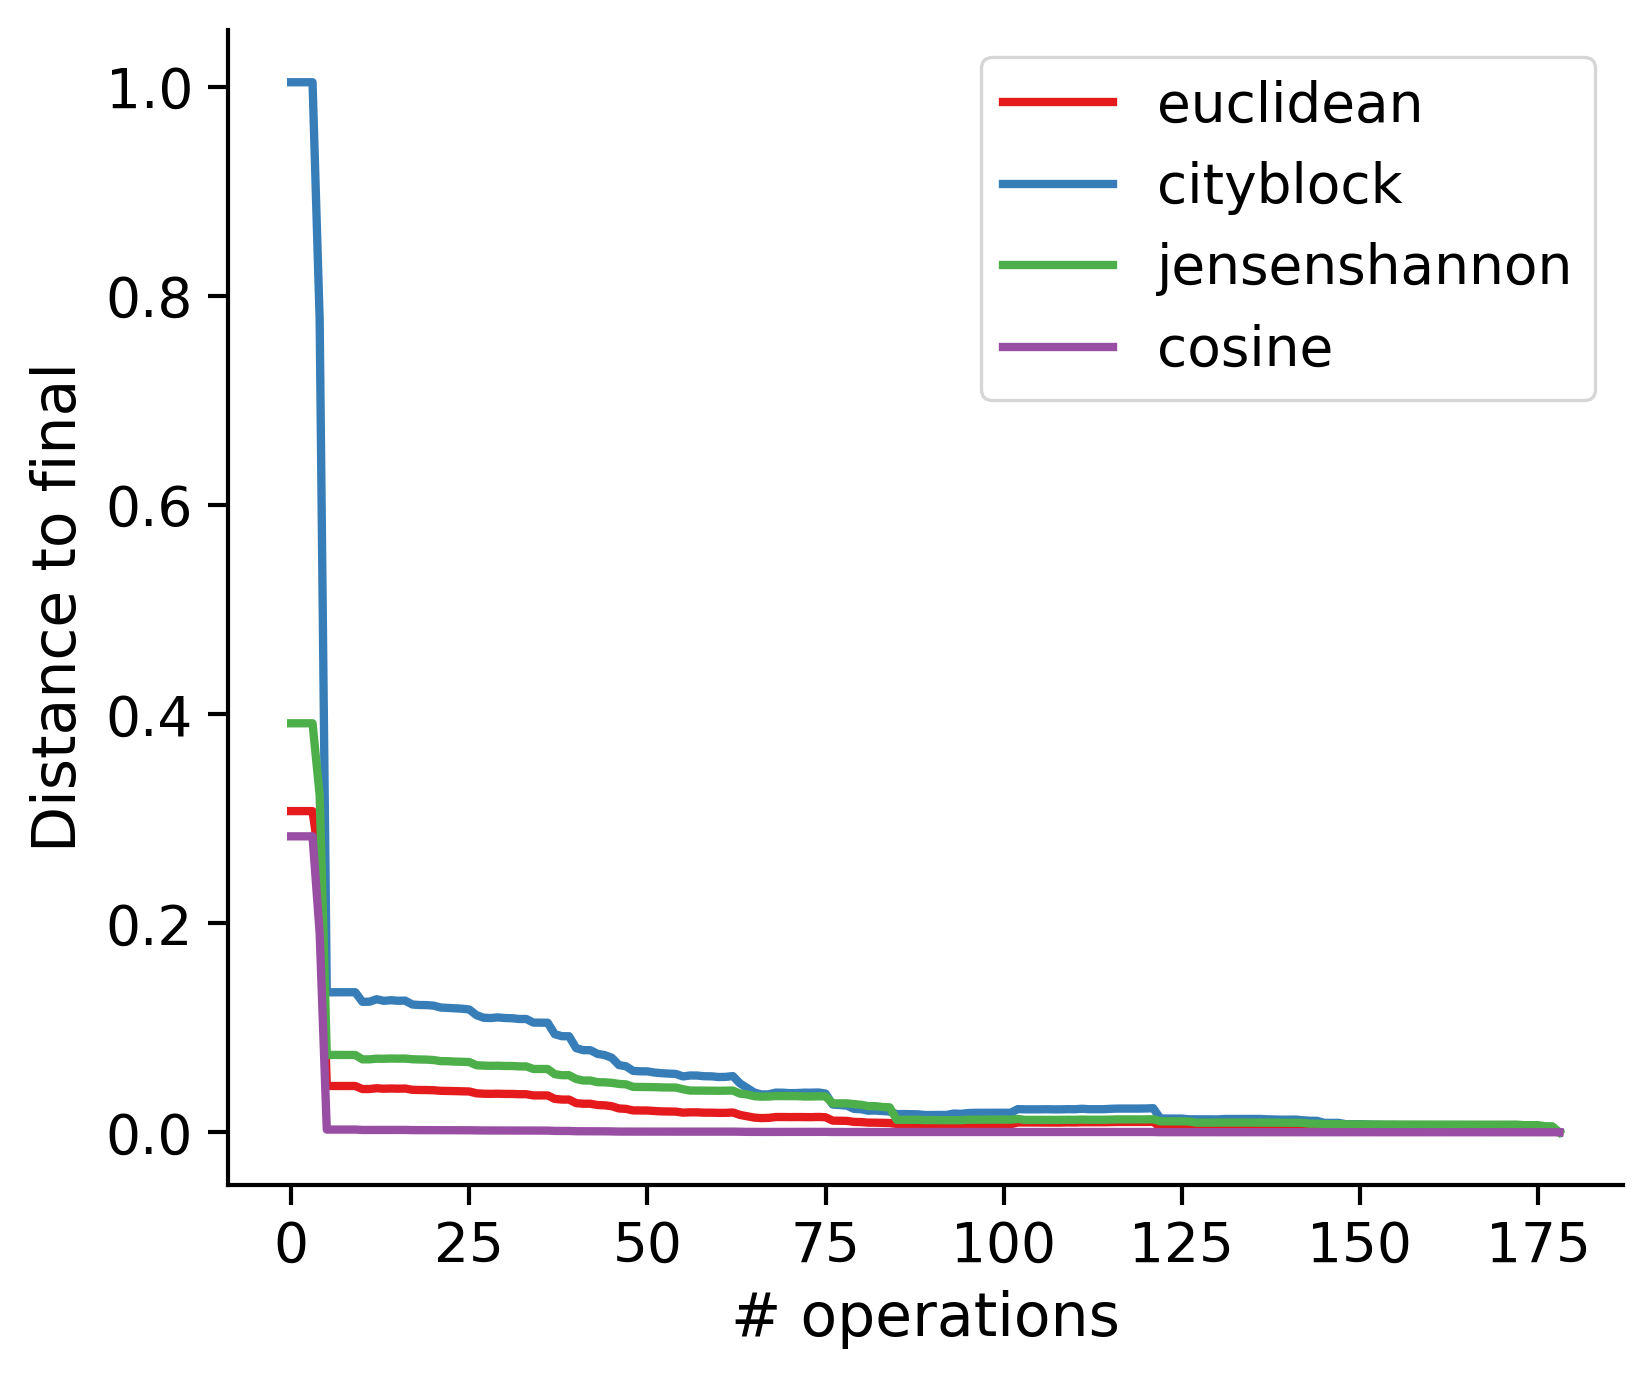 1.0
0.8
0.6
0.4
0.2
0.0
Distance to final
euclidean
cityblock
jensenshannon
cosine
0 25 50 75 100 125 150 175
# operations